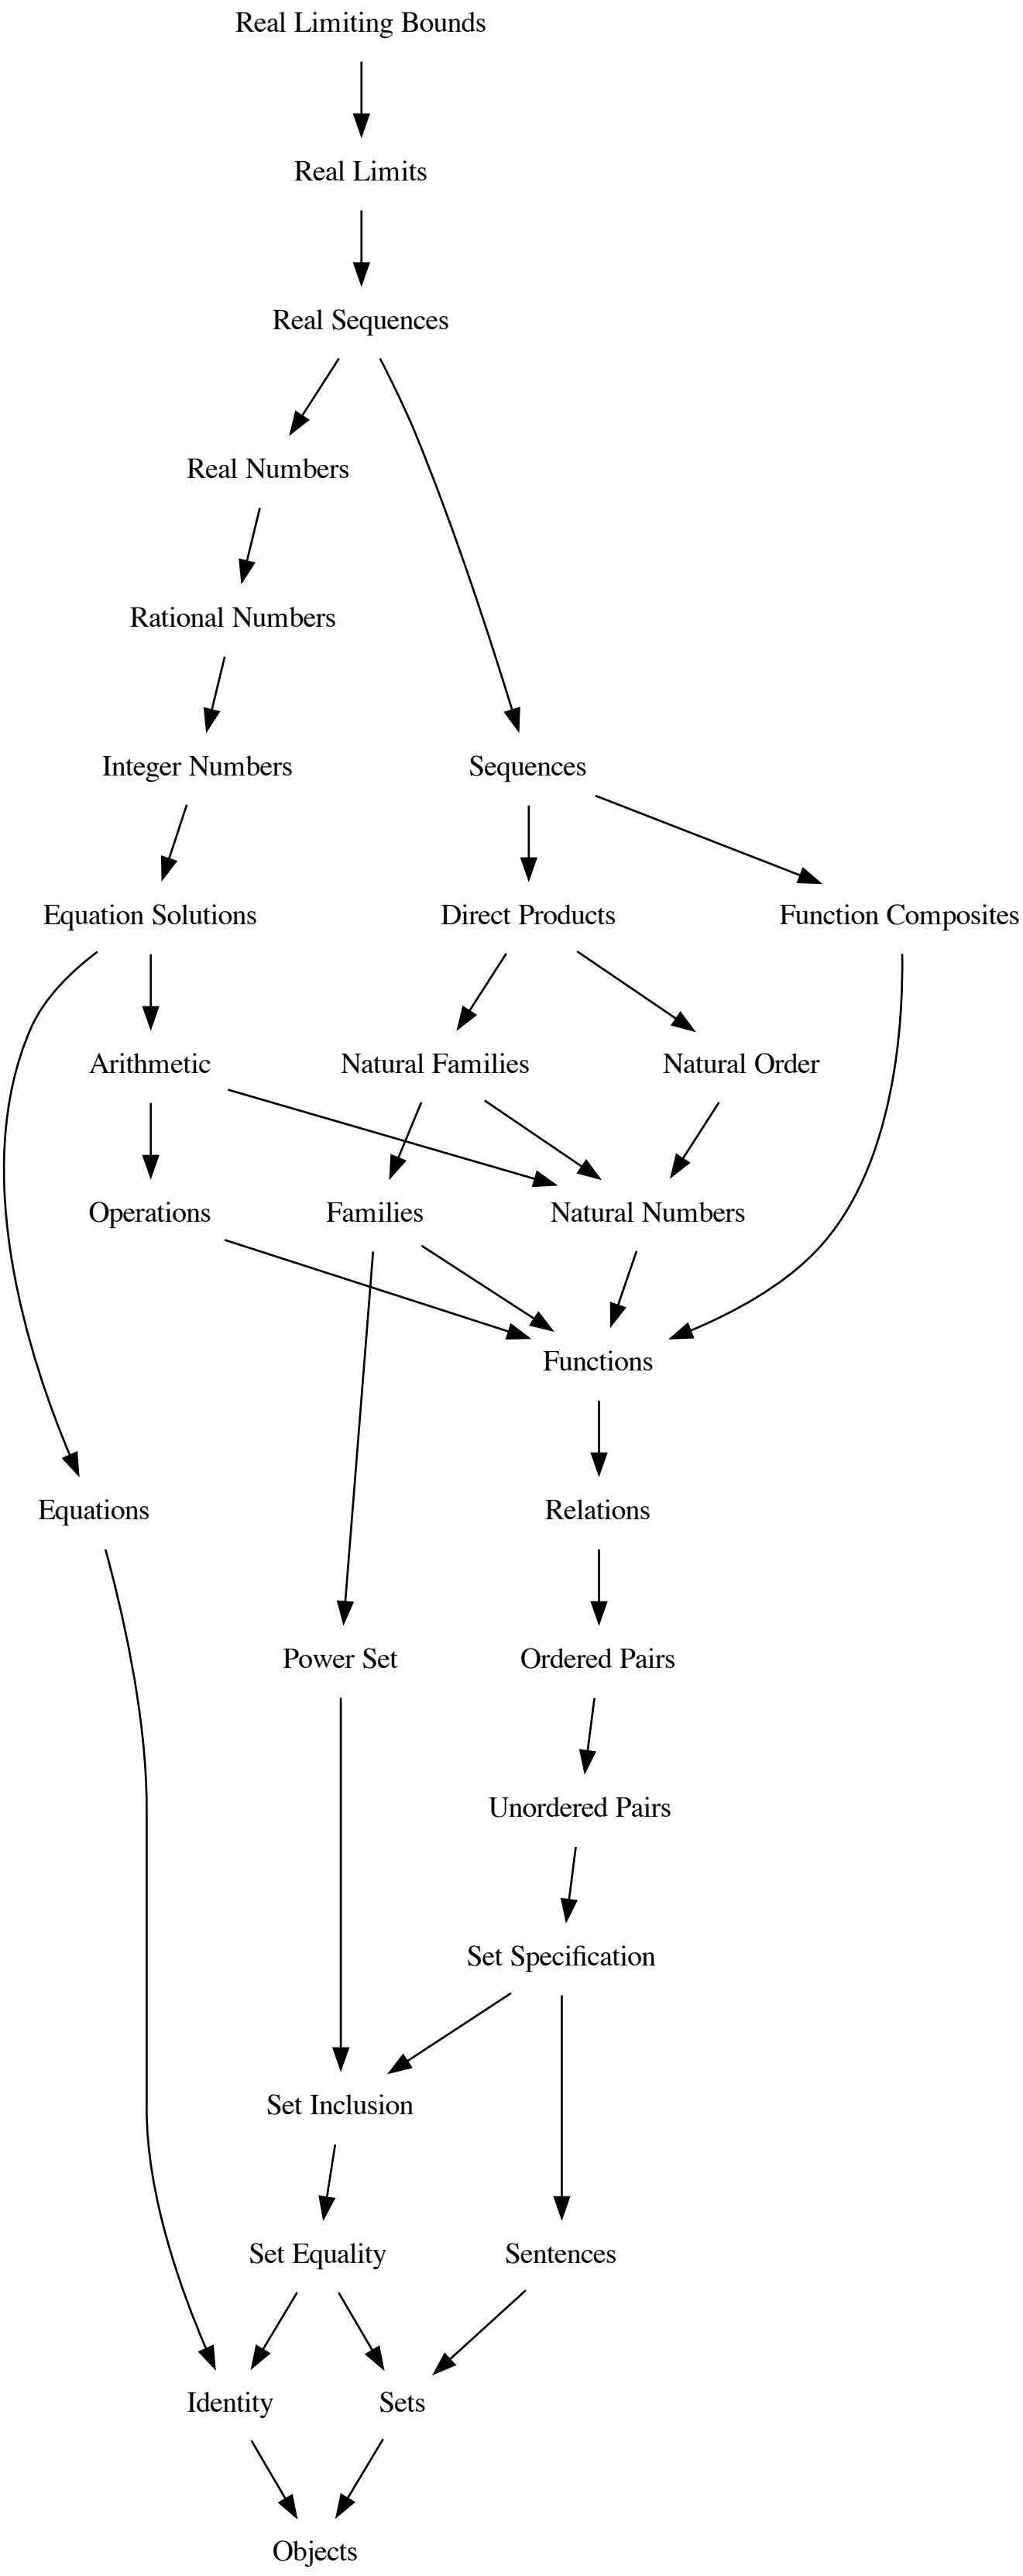 Real Limiting Bounds
Real Limits
Real Sequences
Real Numbers
Rational Numbers
Integer Numbers
Sequences
Equation Solutions
Direct Products
Function Composites
Arithmetic
Natural Families
Natural Order
Operations
Families
Natural Numbers
Functions
Equations
Relations
Power Set
Ordered Pairs
Unordered Pairs
Set Specification
Set Inclusion
Set Equality
Sentences
Identity
Sets
Objects